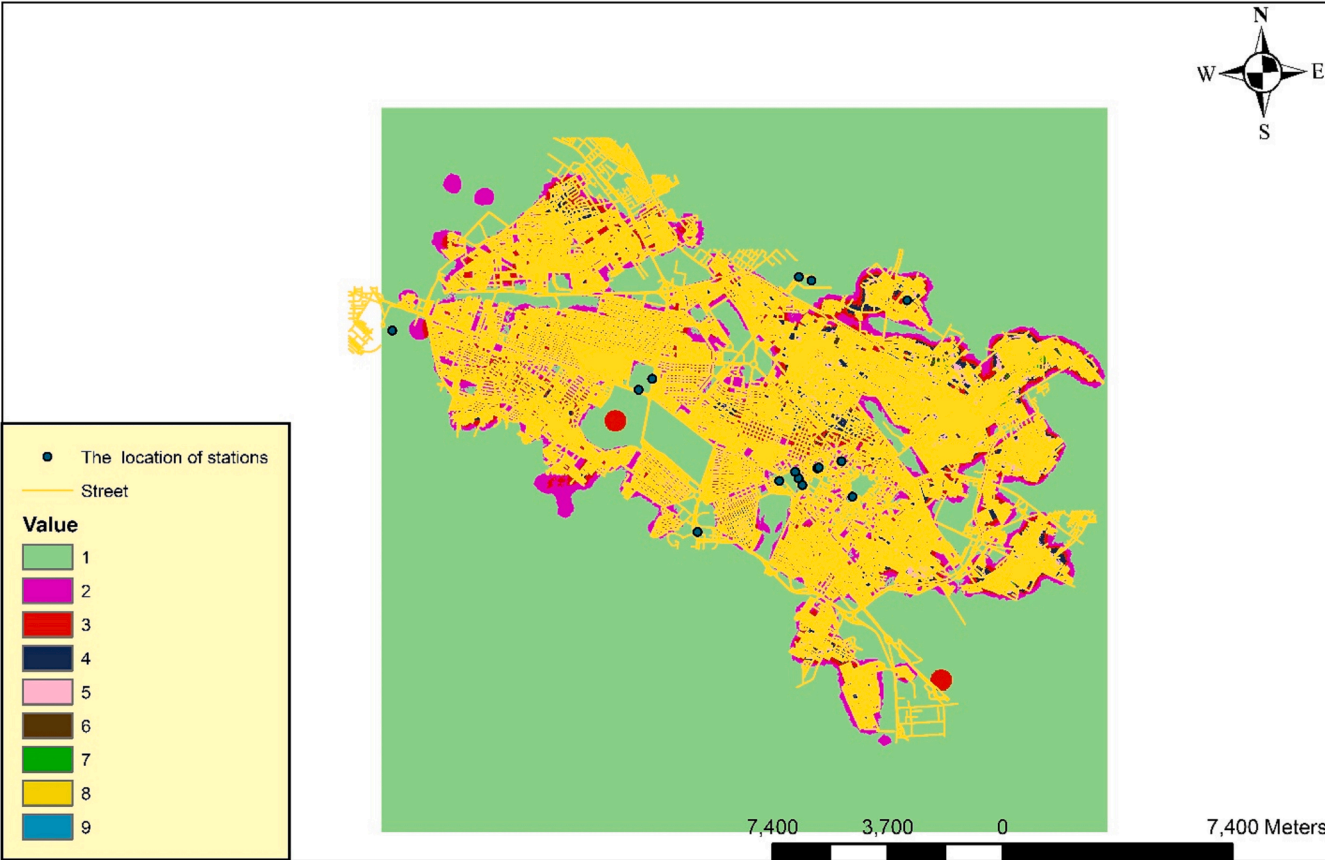 N
W E
S
The location of stations
Street
Value
1
2
3
4
5
6
7
8
9
7,400 3,700 0 7,400 Meters